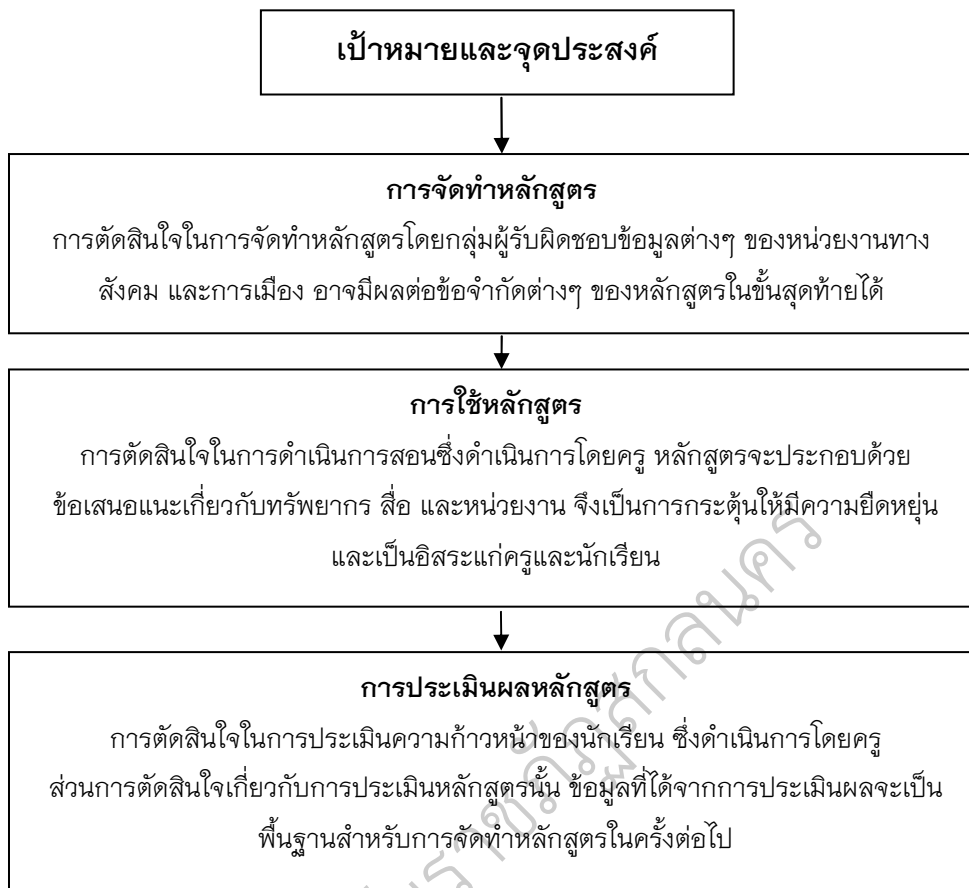 เป้าหมายและจุดประสงค์
การจัดทำหลักสูตร
การตัดสินใจในการจัดทำหลักสูตรโดยกลุ่มผู้รับผิดชอบข้อมูลต่างๆ ของหน่วยงานทาง
สังคม และการเมือง อาจมีผลต่อข้อจำกัดต่างๆ ของหลักสูตรในขั้นสุดท้ายได้
การใช้หลักสูตร
การตัดสินใจในการดำเนินการสอนซึ่งดำเนินการโดยครู หลักสูตรจะประกอบด้วย
ข้อเสนอแนะเกี่ยวกับทรัพยากร สื่อ และหน่วยงาน จึงเป็นการกระตุ้นให้มีความยืดหยุ่น
และเป็นอิสระแก่ครูและนักเรียน
การประเมินผลหลักสูตร
การตัดสินใจในการประเมินความก้าวหน้าของนักเรียน ซึ่งดำเนินการโดยครู
ส่วนการตัดสินใจเกี่ยวกับการประเมินหลักสูตรนั้น ข้อมูลที่ได้จากการประเมินผลจะเป็น
พื้นฐานสำหรับการจัดทำหลักสูตรในครั้งต่อไป
ราชภัฏสกลนคร